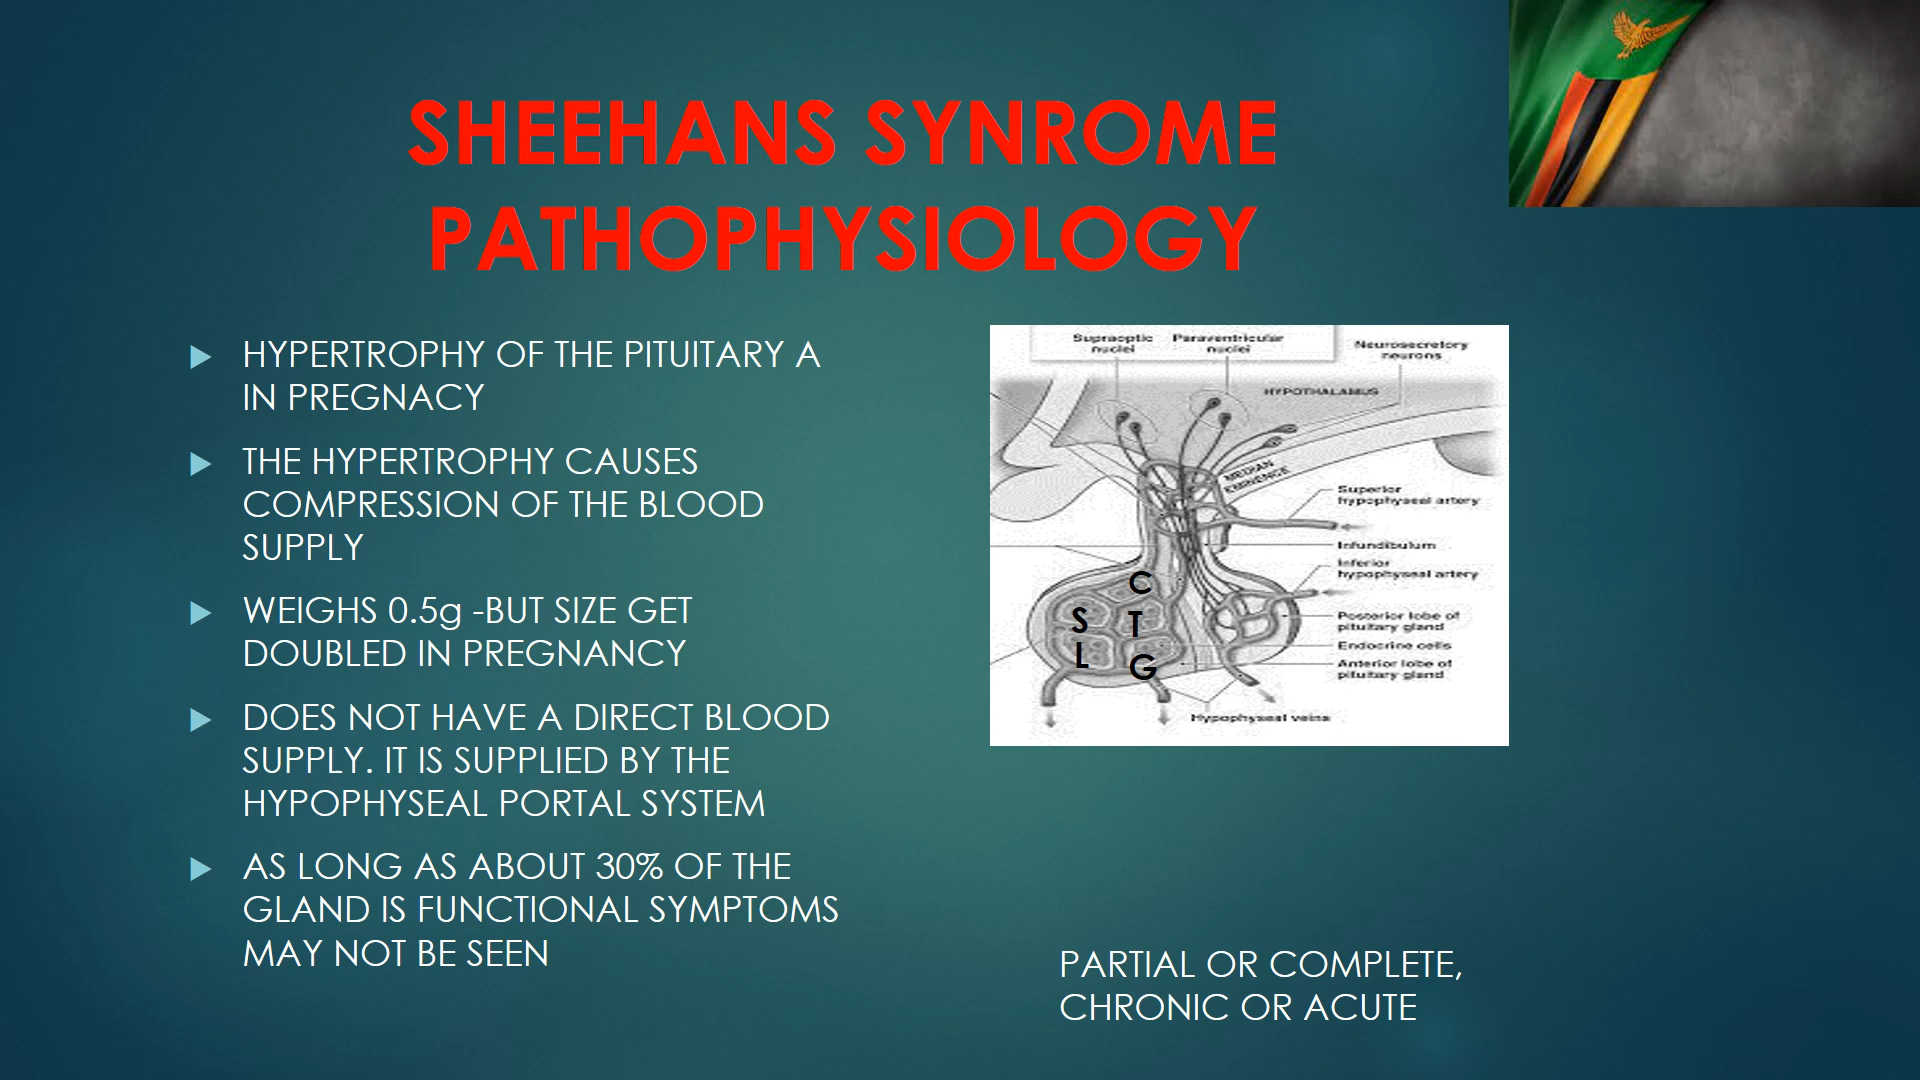 SHEEHANS SYNROME
PATHOPHYSIOLOGY
HYPERTROPHY OF THE PITUITARY A
IN PREGNACY
THE HYPERTROPHY CAUSES
COMPRESSION OF THE BLOOD
SUPPLY
WEIGHS 0.5g -BUT SIZE GET
DOUBLED IN PREGNANCY
DOES NOT HAVE A DIRECT BLOOD
SUPPLY. IT IS SUPPLIED BY THE
HYPOPHYSEAL PORTAL SYSTEM
AS LONG AS ABOUT 30% OF THE
GLAND IS FUNCTIONAL SYMPTOMS
MAY NOT BE SEEN
Supraoptic
nuclei
Paraventricular
nuclei
Neurosecretory
neurons
HYPOTHALAMUS
MEDIAN
EMINENCE
Superior
hypophyseal artery
Infundibulum
Inferior
hypophyseal artery
C
S
T
L
G
Posterior lobe of
pituitary gland
Endocrine cells
Anterior lobe of
pituitary gland
Hypophyseal veins
PARTIAL OR COMPLETE,
CHRONIC OR ACUTE